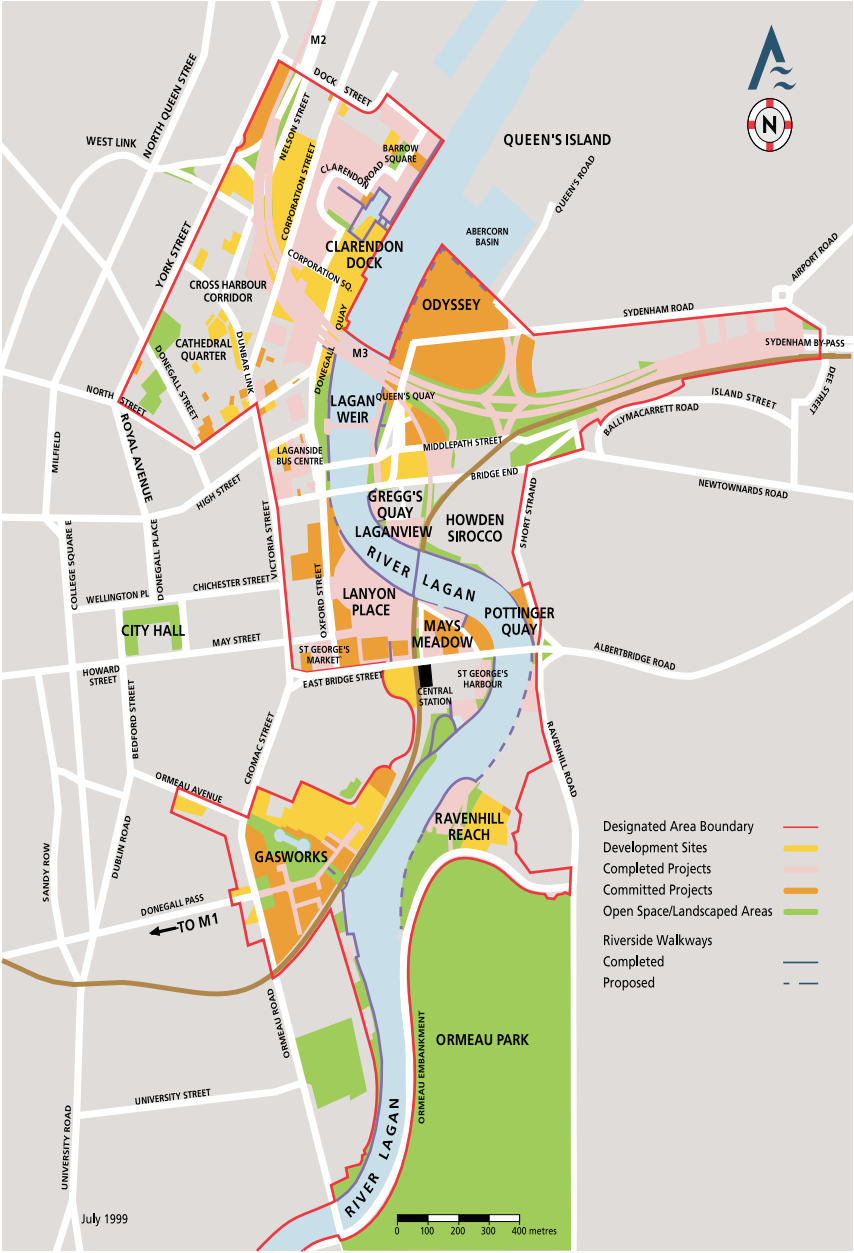 M2
DOCK STREET
NORTH QUEEN STREE
NELSON STREET
WEST LINK
QUEEN'S ISLAND
N
BARROW
SQUARE
CLARENDON
ROAD
CORPORATION STREET
QUEEN'S ROAD
YORK STREET
ABERCORN
BASIN
CLARENDON
DOCK
CORPORATION SQ.
AIRPORT ROAD
CROSS HARBOUR
CORRIDOR
ODYSSEY
SYDENHAM ROAD
DONEGALL QUAY
CATHEDRAL
QUARTER
DUNBAR LINK
M3
SYDENHAM BY-PASS
DONEGALL STREET
DEE STREET
NORTH STREET
LAGAN
WEIR
QUEEN'S QUAY
ISLAND STREET
BALLYMACARRETT ROAD
ROYAL AVENUE
MILFIELD
MIDDLEPATH STREET
LAGANSIDE
BUS CENTRE
BRIDGE END
NEWTOWNARDS ROAD
HIGH STREET
GREGG'S
QUAY
SHORT STRAND
LAGANVIEW
HOWDEN
SIROCCO
COLLEGE SQUARE E
DONEGALL PLACE
VICTORIA STREET
RIVER LAGAN
CHICHESTER STREET
WELLINGTON PL
OXFORD STREET
LANYON
PLACE
CITY HALL
MAY STREET
MAYS
MEADOW
POTTINGER
QUAY
ST GEORGE'S
MARKET
ALBERTBRIDGE ROAD
HOWARD
STREET
EAST BRIDGE STREET
ST GEORGE'S
HARBOUR
CENTRAL
STATION
BEDFORD STREET
CROMAC STREET
RAVENHILL ROAD
ORMEAU AVENUE
DUBLIN ROAD
SANDY ROW
RAVENHILL
REACH
GASWORKS
DONEGALL PASS
TO M1
Designated Area Boundary
Development Sites
Completed Projects
Committed Projects
Open Space/Landscaped Areas
Riverside Walkways
Completed
Proposed
ORMEAU ROAD
ORMEAU EMBANKMENT
ORMEAU PARK
UNIVERSITY STREET
UNIVERSITY ROAD
RIVER LAGAN
July 1999
0 100 200 300 400 metres